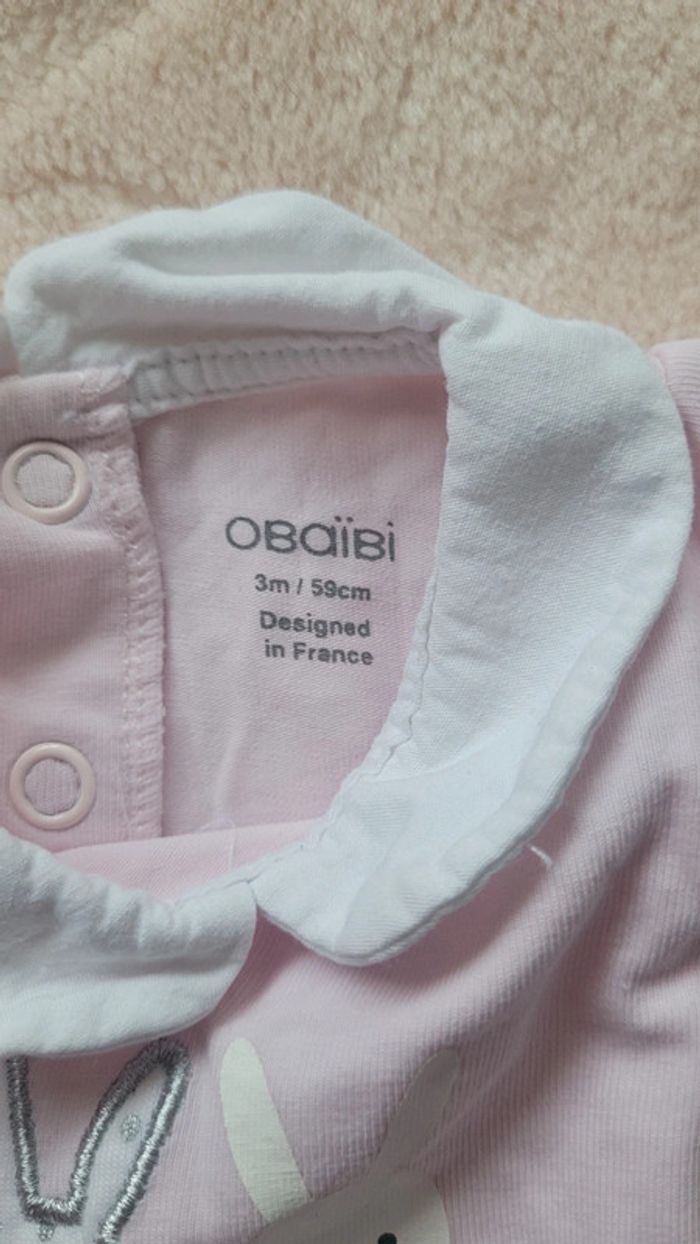 OBaïBi
3m / 59cm
Designed
in France